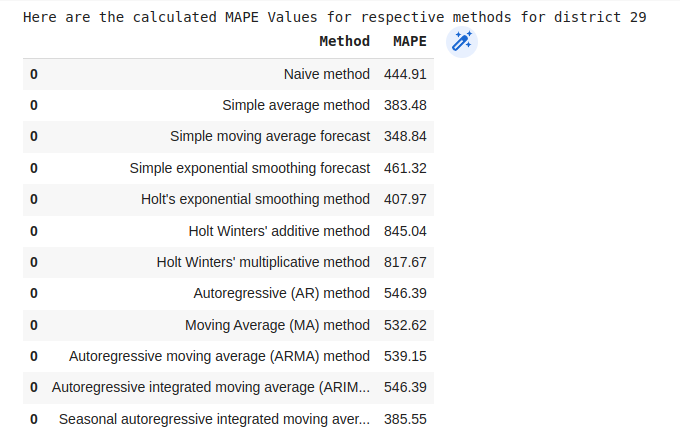 Here are the calculated MAPE Values for respective methods for district 29
Method MAPE
0 Naive method 444.91
0 Simple average method 383.48
0 Simple moving average forecast 348.84
0 Simple exponential smoothing forecast 461.32
0 Holt's exponential smoothing method 407.97
0 Holt Winters' additive method 845.04
0 Holt Winters' multiplicative method 817.67
0 Autoregressive (AR) method 546.39
0 Moving Average (MA) method 532.62
0 Autoregressive moving average (ARMA) method 539.15
0 Autoregressive integrated moving average (ARIM... 546.39
0 Seasonal autoregressive integrated moving aver... 385.55